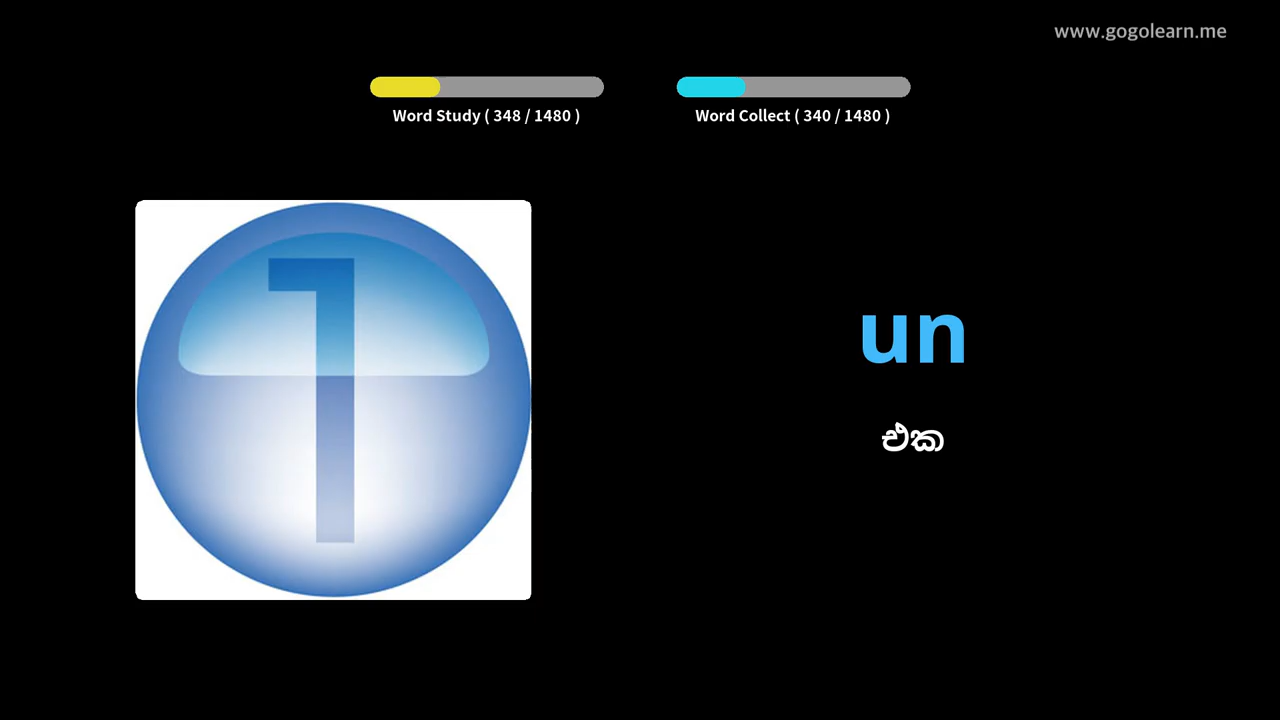 www.gogolearn.me
Word Study ( 348 / 1480 )
Word Collect ( 340 / 1480 )
1
un
එක